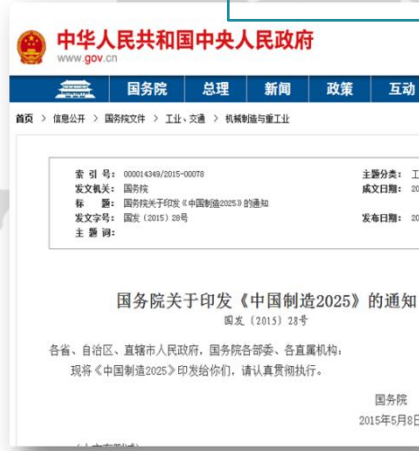 中华人民共和国中央人民政府
www.gov.cn
国务院 总理 新闻 政策 互动
首页 > 信息公开 > 国务院文件 > 工业、交通 > 机械制造与重工业
索 引 号: 000014349/2015-00078 主题分类: 工
发文机关: 国务院 成文日期: 20
标 题: 国务院关于印发《中国制造2025》的通知
发文字号: 国发〔2015〕28号 发布日期: 20
主 题 词:
国务院关于印发《中国制造2025》的通知
国发〔2015〕28号
各省、自治区、直辖市人民政府，国务院各部委、各直属机构：
现将《中国制造2025》印发给你们，请认真贯彻执行。
国务院
2015年5月8日